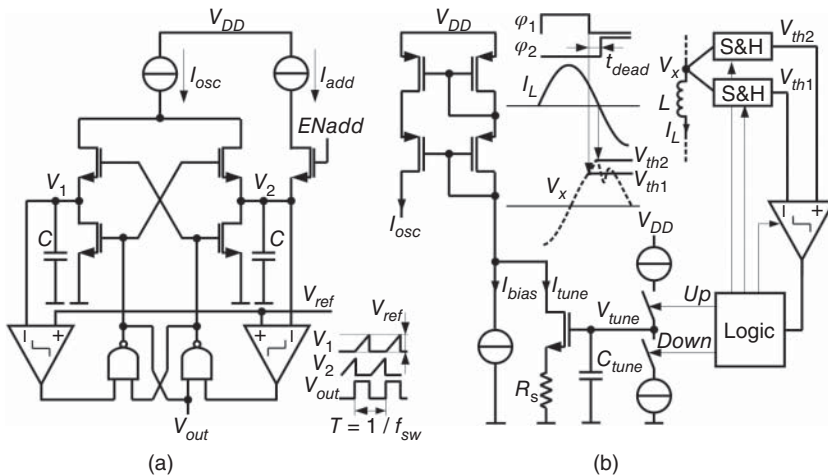 V_DD
I_osc
I_add
ENadd
V_1
V_2
C
C
V_ref
V_ref
V_1
V_2
V_out
V_out
T = 1 / f_sw
(a)
V_DD
φ_1
φ_2
t_dead
I_L
V_th2
V_th1
V_x
I_osc
I_bias
I_tune
V_tune
C_tune
R_s
V_DD
Up
Down
Logic
V_x
L
I_L
S&H
S&H
V_th2
V_th1
(b)